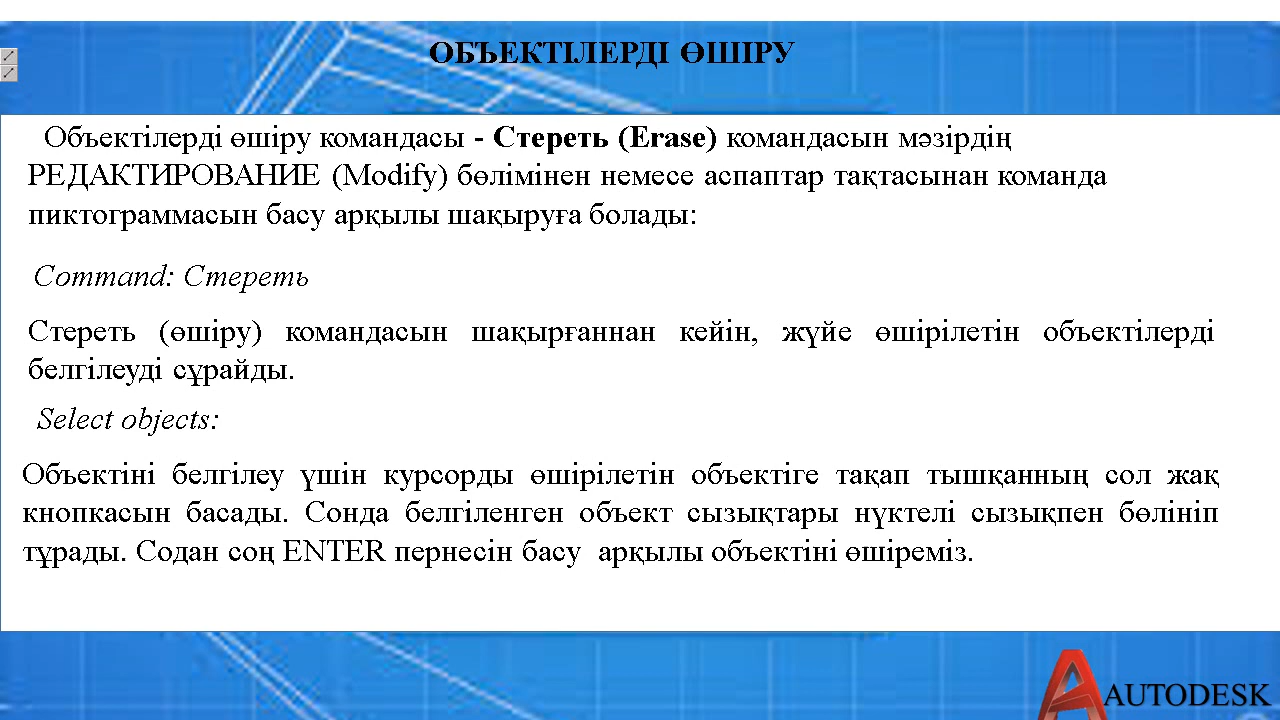 ОБЪЕКТІЛЕРДІ ӨШІРУ
Объектілерді өшіру командасы - Стереть (Erase) командасын мәзірдің
РЕДАКТИРОВАНИЕ (Modify) бөлімінен немесе аспаптар тақтасынан команда
пиктограммасын басу арқылы шақыруға болады:
Command: Стереть
Стереть (өшіру) командасын шақырғаннан кейін, жүйе өшірілетін объектілерді
белгілеуді сұрайды.
Select objects:
Объектіні белгілеу үшін курсорды өшірілетін объектіге тақап тышқанның сол жақ
кнопкасын басады. Сонда белгіленген объект сызықтары нүктелі сызықпен бөлініп
тұрады. Содан соң ENTER пернесін басу  арқылы объектіні өшіреміз.
AUTODESK